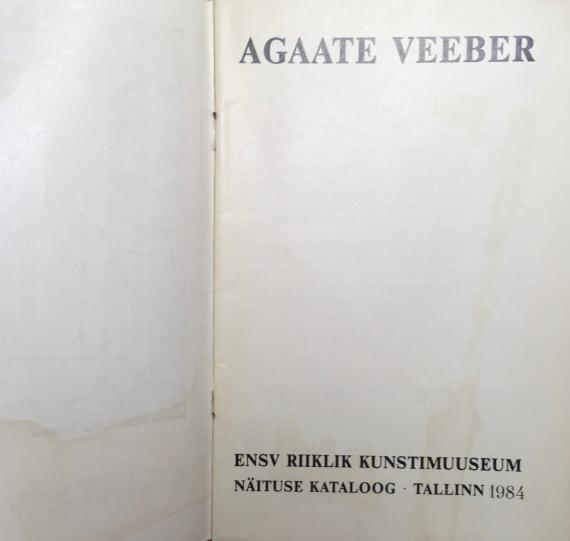 AGAATE VEEBER
ENSV RIIKLIK KUNSTIMUUSEUM
NÄITUSE KATALOOG · TALLINN 1984